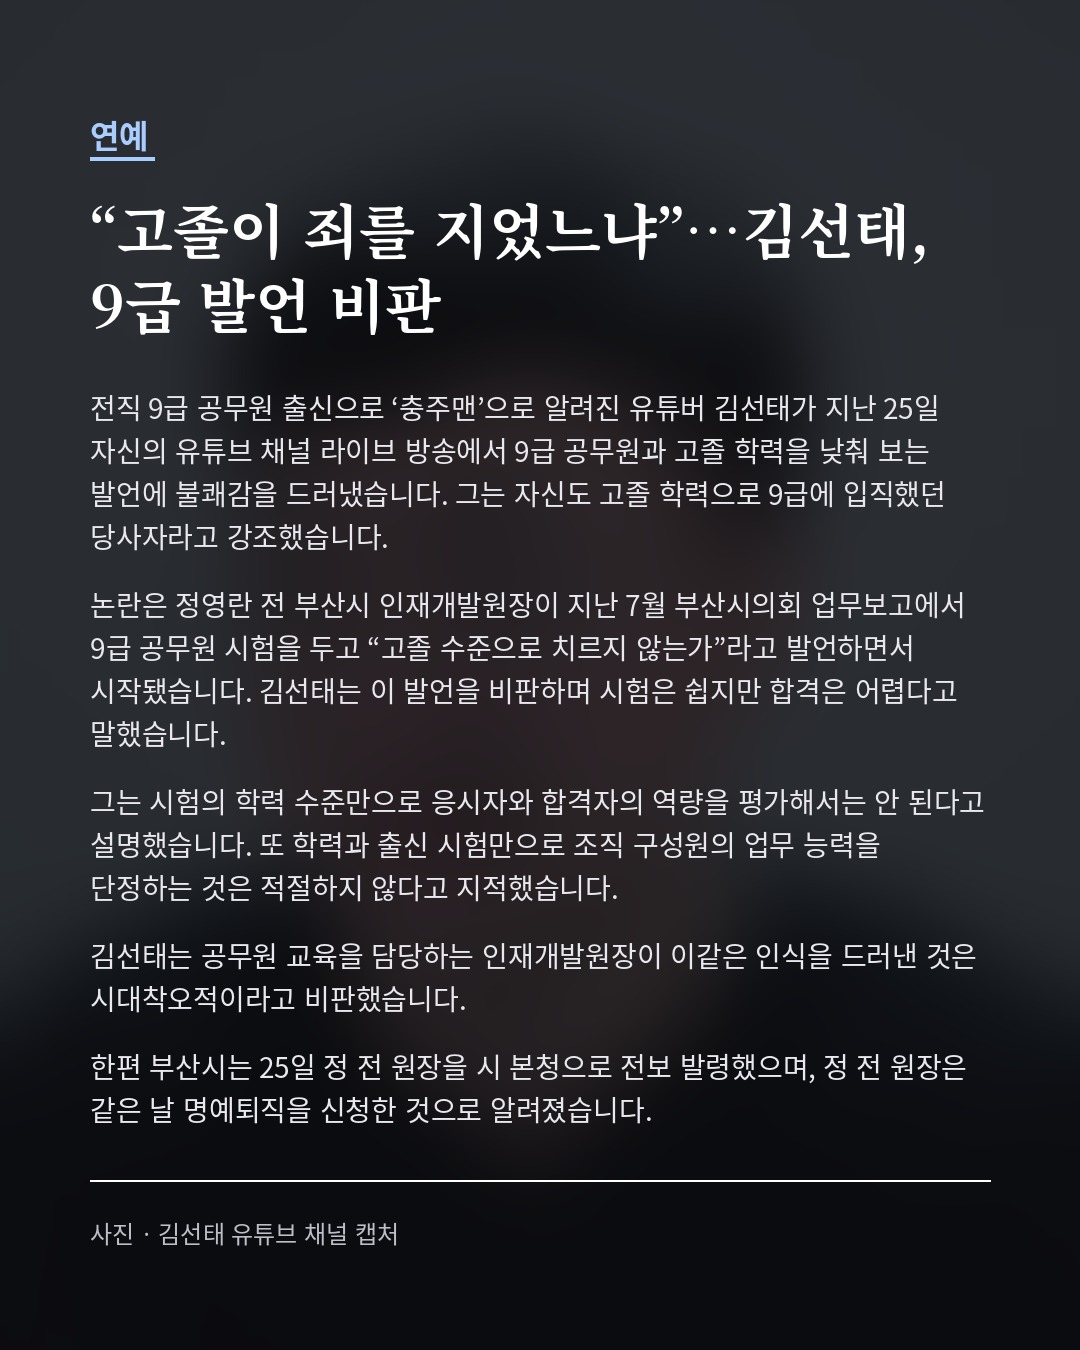 연예
“고졸이 죄를 지었느냐”…김선태,
9급 발언 비판
전직 9급 공무원 출신으로 ‘충주맨’으로 알려진 유튜버 김선태가 지난 25일
자신의 유튜브 채널 라이브 방송에서 9급 공무원과 고졸 학력을 낮춰 보는
발언에 불쾌감을 드러냈습니다. 그는 자신도 고졸 학력으로 9급에 입직했던
당사자라고 강조했습니다.
논란은 정영란 전 부산시 인재개발원장이 지난 7월 부산시의회 업무보고에서
9급 공무원 시험을 두고 “고졸 수준으로 치르지 않는가”라고 발언하면서
시작됐습니다. 김선태는 이 발언을 비판하며 시험은 쉽지만 합격은 어렵다고
말했습니다.
그는 시험의 학력 수준만으로 응시자와 합격자의 역량을 평가해서는 안 된다고
설명했습니다. 또 학력과 출신 시험만으로 조직 구성원의 업무 능력을
단정하는 것은 적절하지 않다고 지적했습니다.
김선태는 공무원 교육을 담당하는 인재개발원장이 이같은 인식을 드러낸 것은
시대착오적이라고 비판했습니다.
한편 부산시는 25일 정 전 원장을 시 본청으로 전보 발령했으며, 정 전 원장은
같은 날 명예퇴직을 신청한 것으로 알려졌습니다.
사진 · 김선태 유튜브 채널 캡처